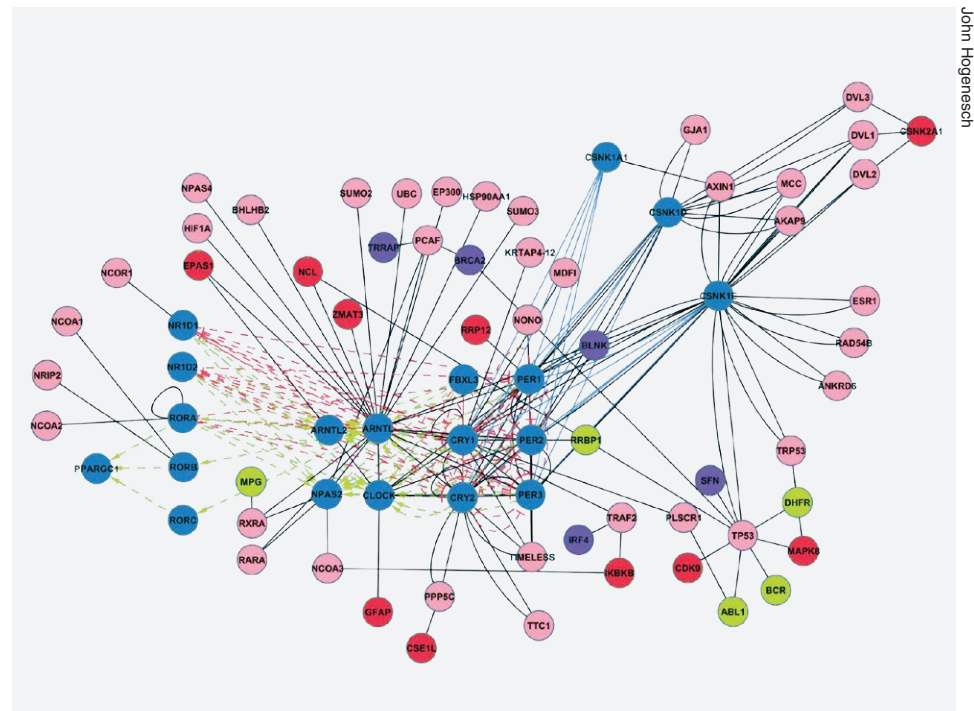 John Hogenesch
DVL3
GJA1
DVL1
CSNK2A1
CSNK1A1
DVL2
NPAS4
SUMO2
UBC
EP300
HSP90AA1
AXIN1
MCC
BHLHB2
SUMO3
CSNK1D
AKAP9
HIF1A
TRRAP
PCAF
KRTAP4-12
EPAS1
BRCA2
NCOR1
NCL
MDFI
CSNK1E
ESR1
NCOA1
ZMAT3
NONO
NR1D1
RRP12
BLNK
RAD54B
NRIP2
NR1D2
FBXL3
PER1
ANKRD6
NCOA2
RORA
ARNTL2
ARNTL
CRY1
PER2
RRBP1
TRP53
PPARGC1
RORB
MPG
NPAS2
CLOCK
CRY2
PER3
SFN
DHFR
RORC
RXRA
TRAF2
PLSCR1
IRF4
TP53
RARA
NCOA3
TIMELESS
IKBKB
CDK9
MAPK8
PPP5C
BCR
GFAP
TTC1
ABL1
CSE1L